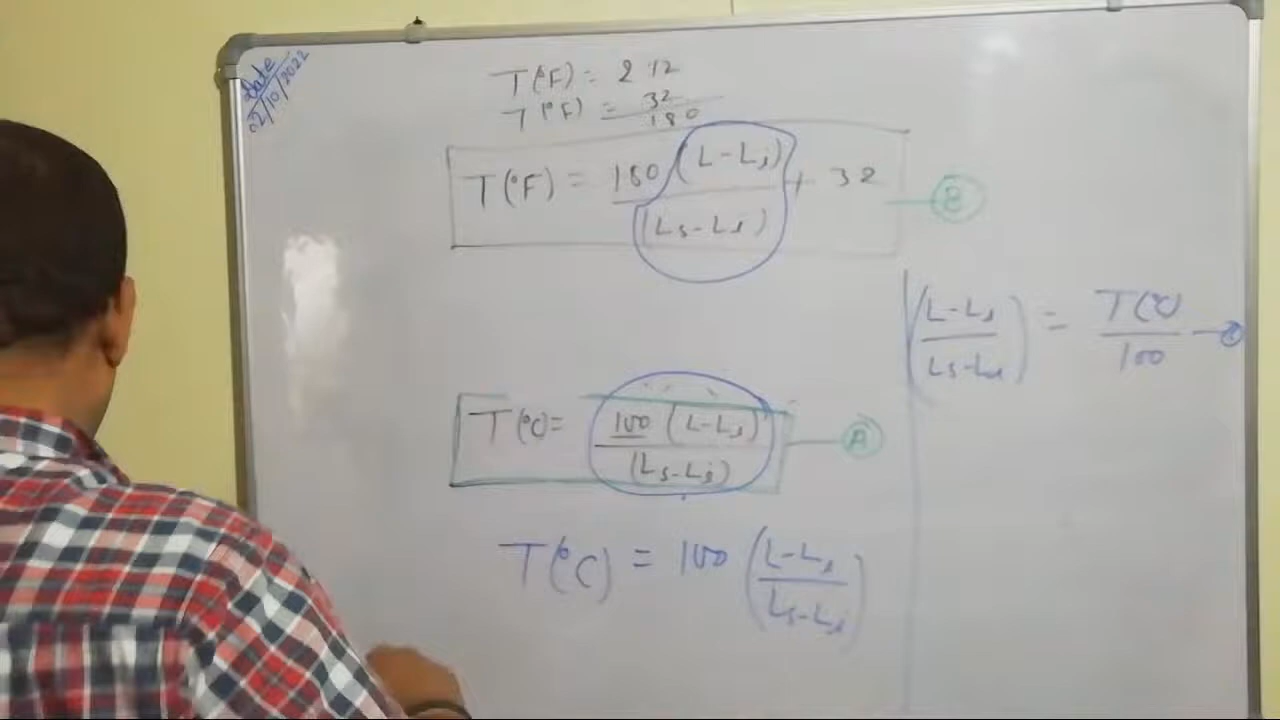 Date
02/10/2022
T(°F) = 212
T(°F) = 32
180
T(°F) = 180 (L-Li) + 32
(Ls-Li)
B
(L-Li) = T(°C)
Ls-Li 100
T(°C) = 100 (L-Li)
(Ls-Li)
A
T(°C) = 100 (L-Li)
Ls-Li